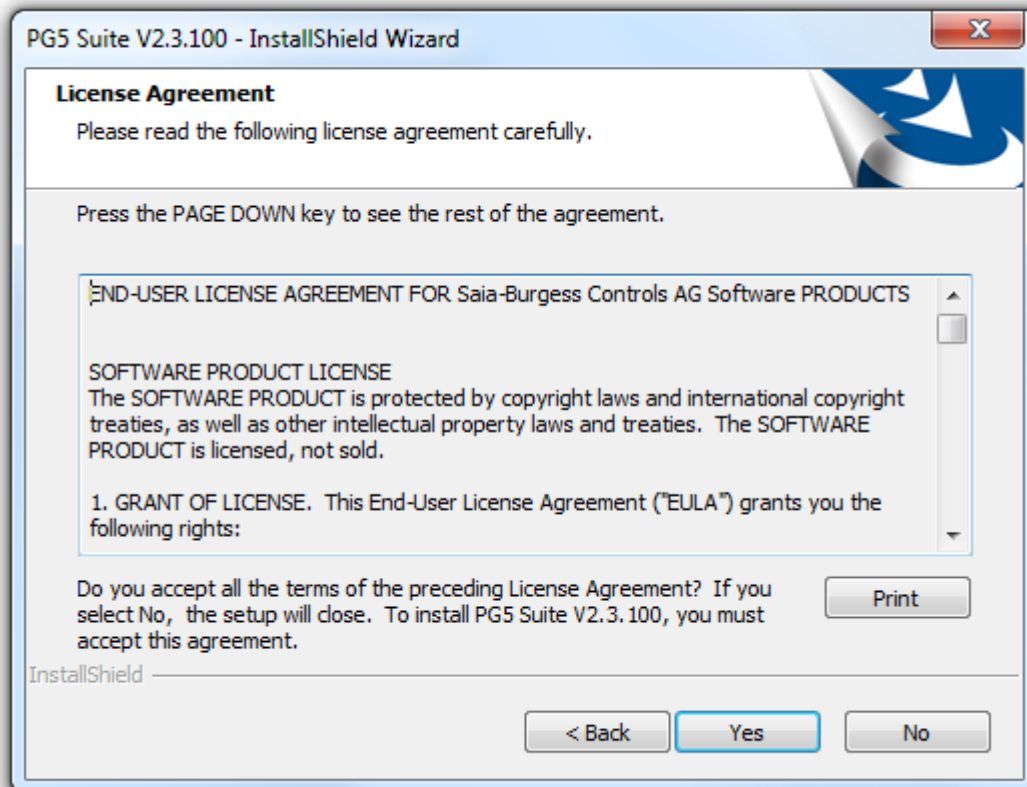 PG5 Suite V2.3.100 - InstallShield Wizard
License Agreement
Please read the following license agreement carefully.
Press the PAGE DOWN key to see the rest of the agreement.
END-USER LICENSE AGREEMENT FOR Saia-Burgess Controls AG Software PRODUCTS
SOFTWARE PRODUCT LICENSE
The SOFTWARE PRODUCT is protected by copyright laws and international copyright
treaties, as well as other intellectual property laws and treaties.  The SOFTWARE
PRODUCT is licensed, not sold.
1. GRANT OF LICENSE.  This End-User License Agreement ("EULA") grants you the
following rights:
Do you accept all the terms of the preceding License Agreement?  If you
select No,  the setup will close.  To install PG5 Suite V2.3.100, you must
accept this agreement.
Print
InstallShield
< Back
Yes
No